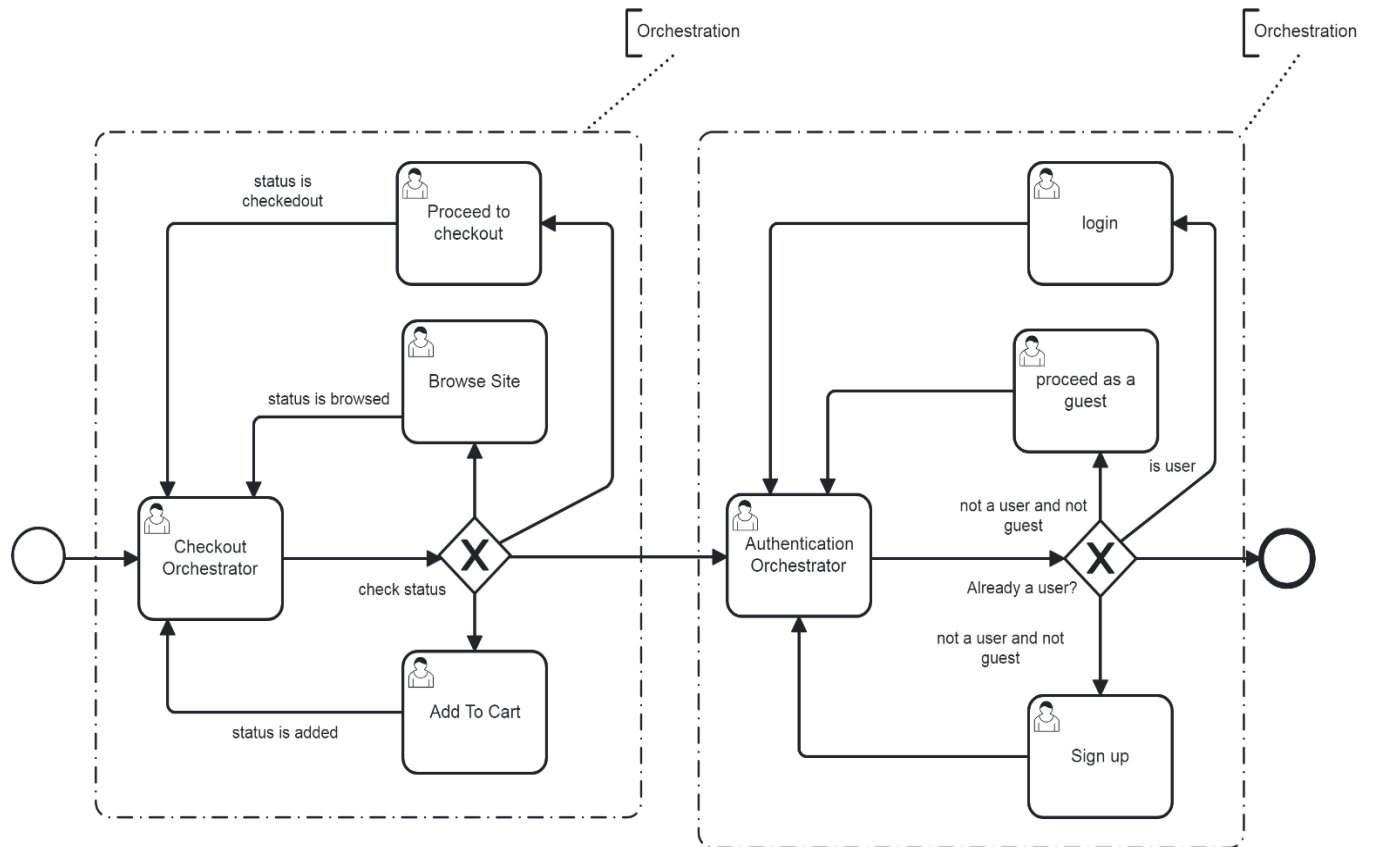 Orchestration
Orchestration
status is
checkedout
Proceed to
checkout
Browse Site
status is browsed
Checkout
Orchestrator
check status
Add To Cart
status is added
login
proceed as a
guest
is user
not a user and not
guest
Authentication
Orchestrator
X
X
Already a user?
not a user and not
guest
Sign up